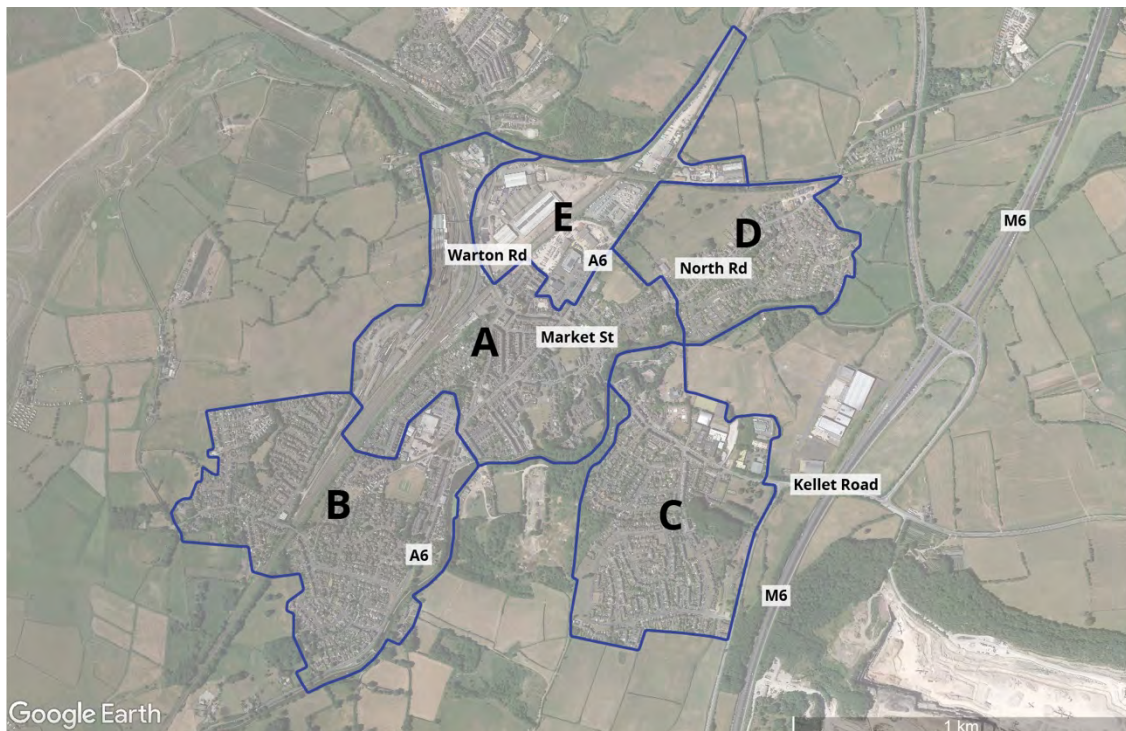 M6
E
D
Warton Rd
A6
North Rd
A
Market St
Kellet Road
B
C
A6
M6
Google Earth
1 km